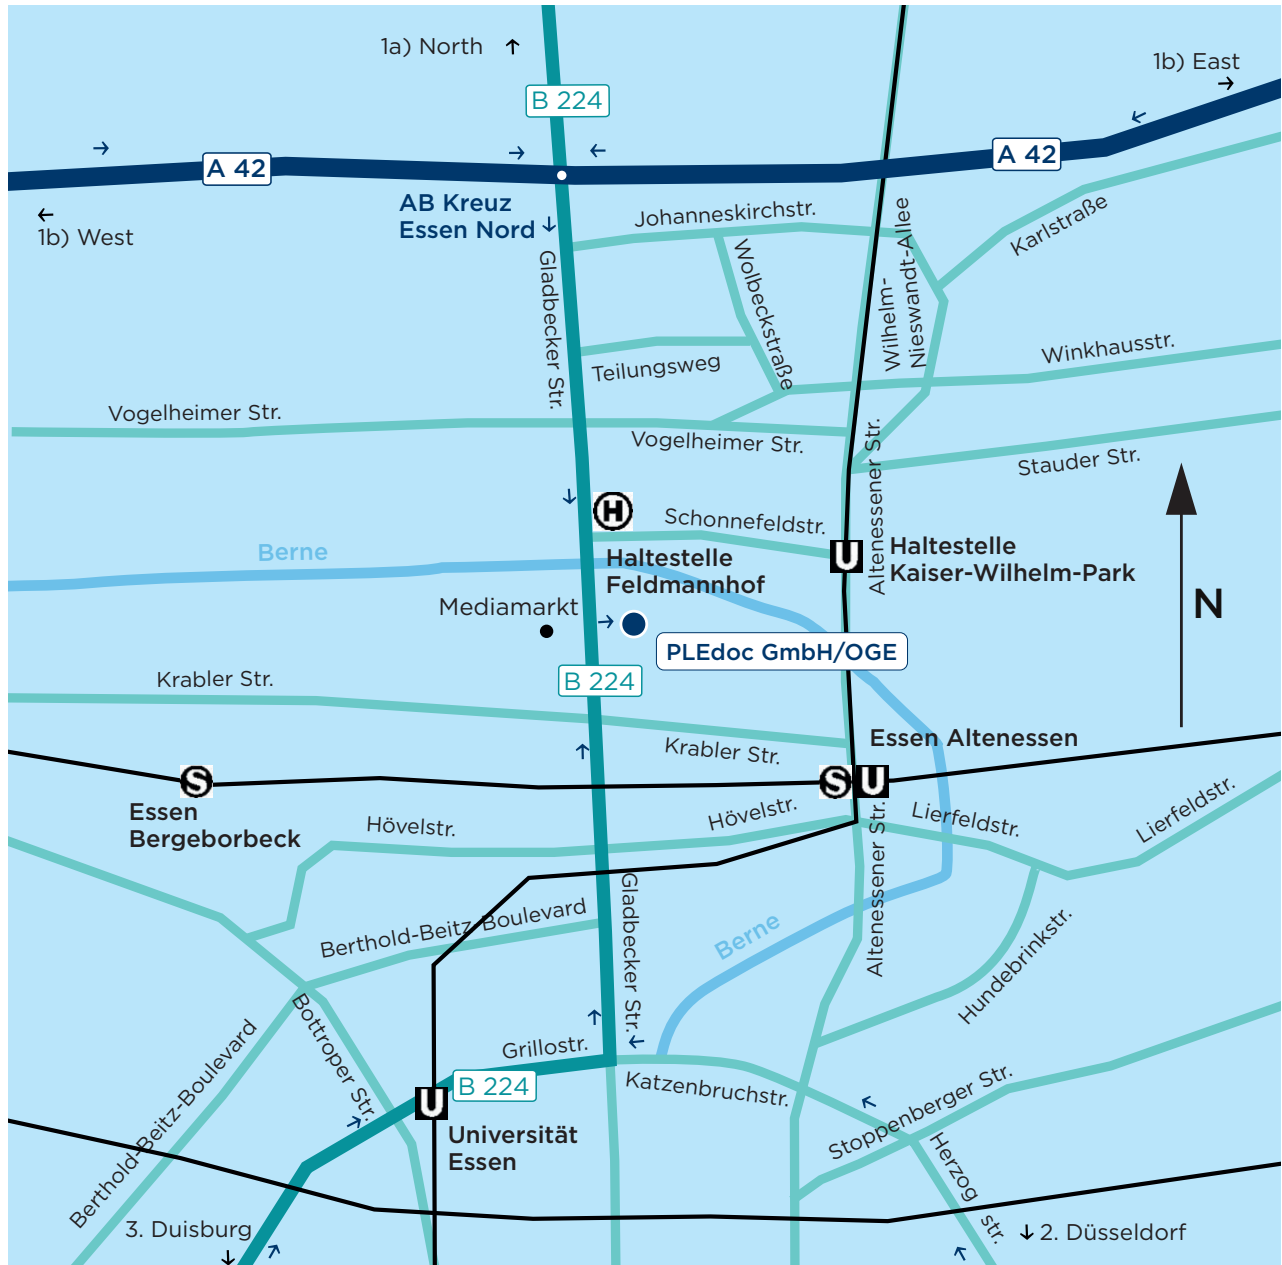 1a) North
1b) East
B 224
A 42
A 42
AB Kreuz
Essen Nord
1b) West
Johanneskirchstr.
Karlstraße
Wilhelm-
Nieswandt-Allee
Wolbeckstraße
Gladbecker Str.
Teilungsweg
Winkhausstr.
Vogelheimer Str.
Vogelheimer Str.
Stauder Str.
Altenessener Str.
H
Schonnefeldstr.
Haltestelle
Feldmannhof
U
Haltestelle
Kaiser-Wilhelm-Park
Berne
Mediamarkt
PLEdoc GmbH/OGE
N
B 224
Krabler Str.
Krabler Str.
Essen Altenessen
S
S
U
Essen
Bergeborbeck
Hövelstr.
Hövelstr.
Lierfeldstr.
Lierfeldstr.
Altenessener Str.
Gladbecker Str.
Berthold-Beitz-Boulevard
Berne
Hundebrinkstr.
Bottroper Str.
Berthold-Beitz-Boulevard
Grillostr.
B 224
Katzenbruchstr.
Stoppenberger Str.
U
Universität
Essen
Herzog str.
3. Duisburg
2. Düsseldorf